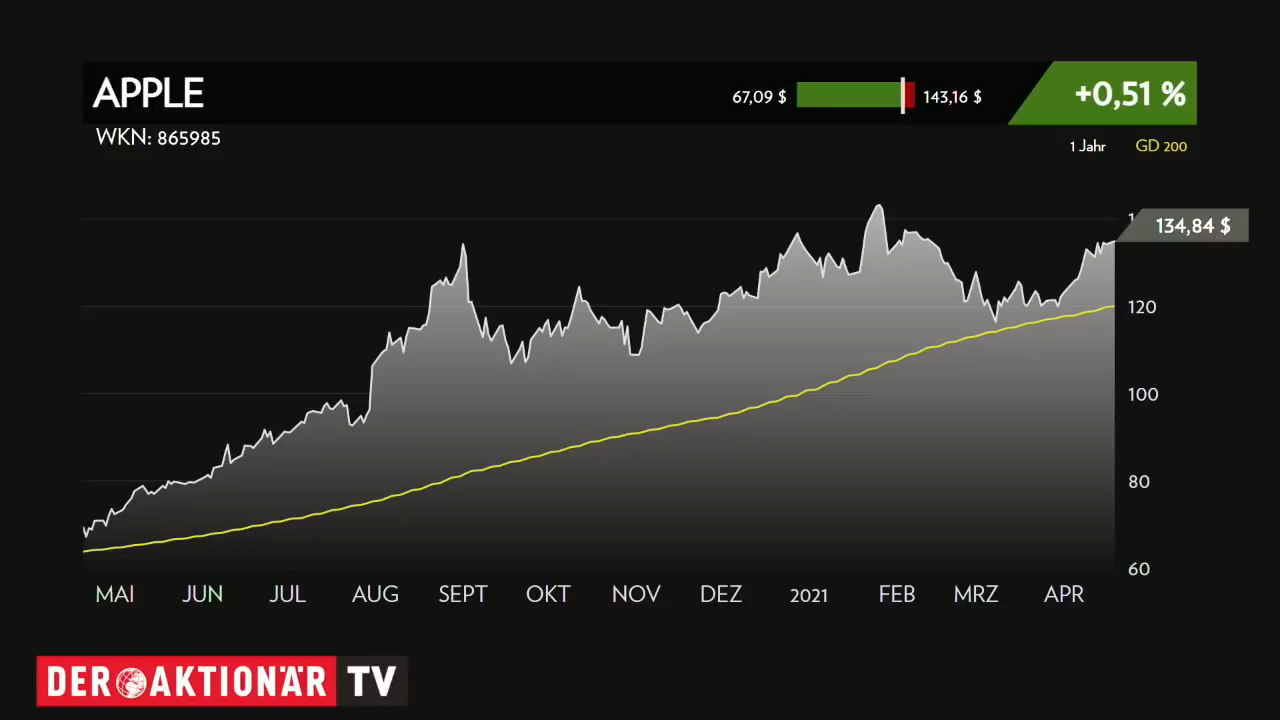 APPLE
67,09 $ 143,16 $
+0,51 %
WKN: 865985
1 Jahr GD 200
134,84 $
120
100
80
60
MAI JUN JUL AUG SEPT OKT NOV DEZ 2021 FEB MRZ APR
DER AKTIONÄR TV